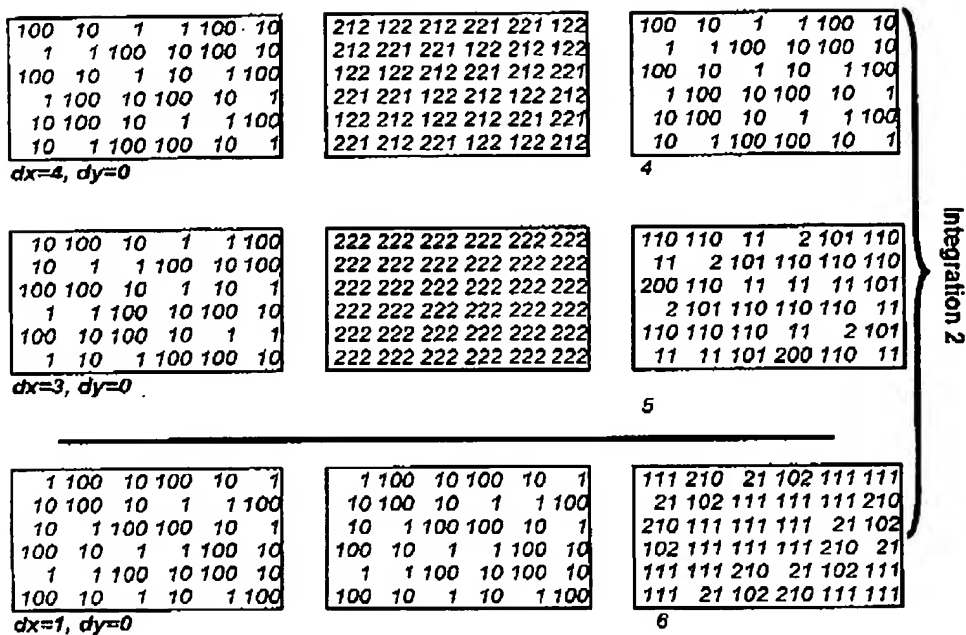 100 10 1 1 100 10 212 122 212 221 221 122 100 10 1 1 100 10
1 1 100 10 100 10 212 221 221 122 212 122 1 1 100 10 100 10
100 10 1 10 1 100 122 122 212 221 212 221 100 10 1 10 1 100
1 100 10 100 10 1 221 221 122 212 122 212 1 100 10 100 10 1
10 100 10 1 1 100 122 212 122 212 221 221 10 100 10 1 1 100
10 1 100 100 10 1 221 212 221 122 122 212 10 1 100 100 10 1
dx=4, dy=0 4
10 100 10 1 1 100 222 222 222 222 222 222 110 110 11 2 101 110
10 1 1 100 10 100 222 222 222 222 222 222 11 2 101 110 110 110
100 100 10 1 10 1 222 222 222 222 222 222 200 110 11 11 11 101
1 1 100 10 100 10 222 222 222 222 222 222 2 101 110 110 110 11
100 10 100 10 1 1 222 222 222 222 222 222 110 110 110 11 2 101
1 10 1 100 100 10 222 222 222 222 222 222 11 11 101 200 110 11
dx=3, dy=0
5
1 100 10 100 10 1 1 100 10 100 10 1 111 210 21 102 111 111
10 100 10 1 1 100 10 100 10 1 1 100 21 102 111 111 111 210
10 1 100 100 10 1 10 1 100 100 10 1 210 111 111 111 21 102
100 10 1 1 100 10 100 10 1 1 100 10 102 111 111 111 210 21
1 1 100 10 100 10 1 1 100 10 100 10 111 111 210 21 102 111
100 10 1 10 1 100 100 10 1 10 1 100 111 21 102 210 111 111
dx=1, dy=0 6
Integration 2